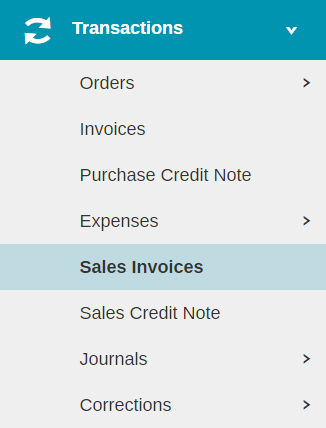 Transactions
Orders
Invoices
Purchase Credit Note
Expenses
Sales Invoices
Sales Credit Note
Journals
Corrections